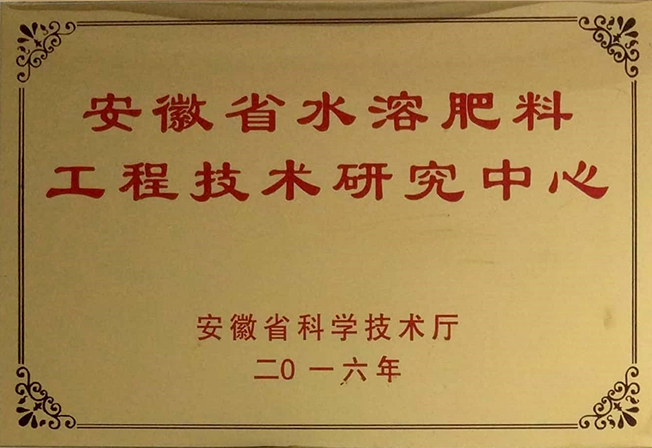 安徽省水溶肥料
工程技术研究中心
安徽省科学技术厅
二0一六年